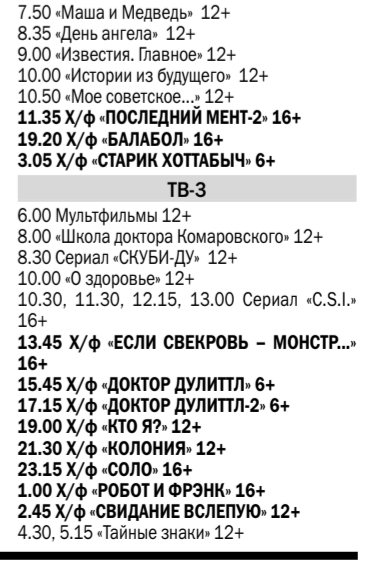 7.50 «Маша и Медведь» 12+
8.35 «День ангела» 12+
9.00 «Известия. Главное» 12+
10.00 «Истории из будущего» 12+
10.50 «Мое советское...» 12+
11.35 Х/ф «ПОСЛЕДНИЙ МЕНТ-2» 16+
19.20 Х/ф «БАЛАБОЛ» 16+
3.05 Х/ф «СТАРИК ХОТТАБЫЧ» 6+
ТВ-3
6.00 Мультфильмы 12+
8.00 «Школа доктора Комаровского» 12+
8.30 Сериал «СКУБИ-ДУ» 12+
10.00 «О здоровье» 12+
10.30, 11.30, 12.15, 13.00 Сериал «C.S.I.»
16+
13.45 Х/ф «ЕСЛИ СВЕКРОВЬ – МОНСТР...»
16+
15.45 Х/ф «ДОКТОР ДУЛИТТЛ» 6+
17.15 Х/ф «ДОКТОР ДУЛИТТЛ-2» 6+
19.00 Х/ф «КТО Я?» 12+
21.30 Х/ф «КОЛОНИЯ» 12+
23.15 Х/ф «СОЛО» 16+
1.00 Х/ф «РОБОТ И ФРЭНК» 16+
2.45 Х/ф «СВИДАНИЕ ВСЛЕПУЮ» 12+
4.30, 5.15 «Тайные знаки» 12+